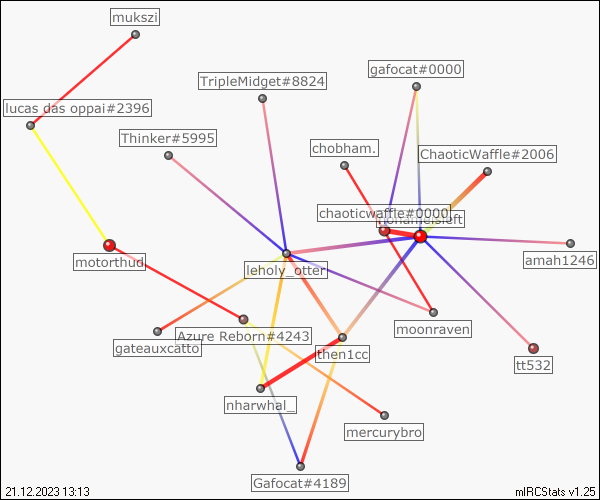 mukszi
gafocat#0000
TripleMidget#8824
lucas das oppai#2396
Thinker#5995
chobham.
ChaoticWaffle#2006
chaoticwaffle#0000
nonameisleft
amah1246
motorthud
leholy_otter
moonraven
Azure Reborn#4243
gateauxcatto
then1cc
tt532
nharwhal_
mercurybro
Gafocat#4189
21.12.2023 13:13
mIRCStats v1.25